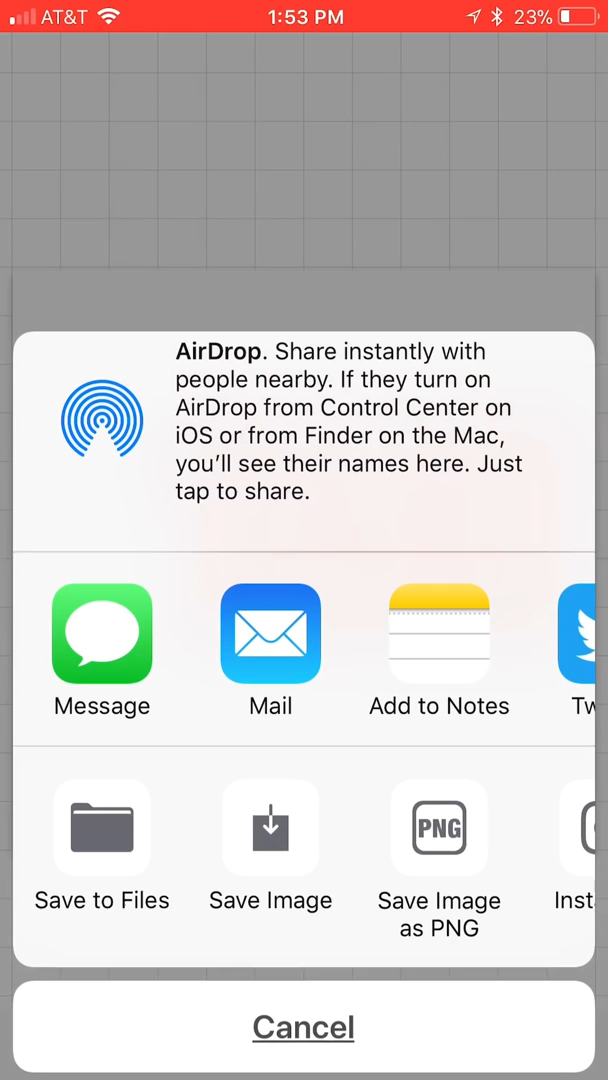 AT&T 1:53 PM 23%
AirDrop. Share instantly with
people nearby. If they turn on
AirDrop from Control Center on
iOS or from Finder on the Mac,
you'll see their names here. Just
tap to share.
Message Mail Add to Notes Tw
PNG
Save to Files Save Image Save Image
as PNG Inst
Cancel